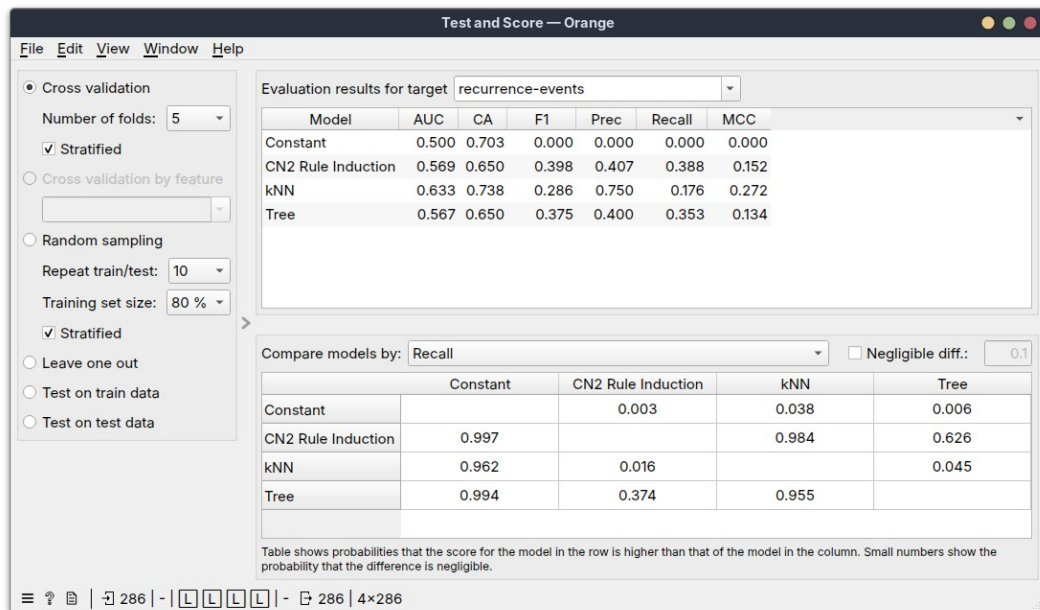 Test and Score — Orange
File Edit View Window Help
Cross validation
Number of folds: 5
Stratified
Cross validation by feature
Random sampling
Repeat train/test: 10
Training set size: 80 %
Stratified
Leave one out
Test on train data
Test on test data
Evaluation results for target recurrence-events
Model AUC CA F1 Prec Recall MCC
Constant 0.500 0.703 0.000 0.000 0.000 0.000
CN2 Rule Induction 0.569 0.650 0.398 0.407 0.388 0.152
kNN 0.633 0.738 0.286 0.750 0.176 0.272
Tree 0.567 0.650 0.375 0.400 0.353 0.134
Compare models by: Recall Negligible diff.: 0.1
Constant CN2 Rule Induction kNN Tree
Constant 0.003 0.038 0.006
CN2 Rule Induction 0.997 0.984 0.626
kNN 0.962 0.016 0.045
Tree 0.994 0.374 0.955
Table shows probabilities that the score for the model in the row is higher than that of the model in the column. Small numbers show the
probability that the difference is negligible.
286 | - | L L L L | - 286 | 4×286